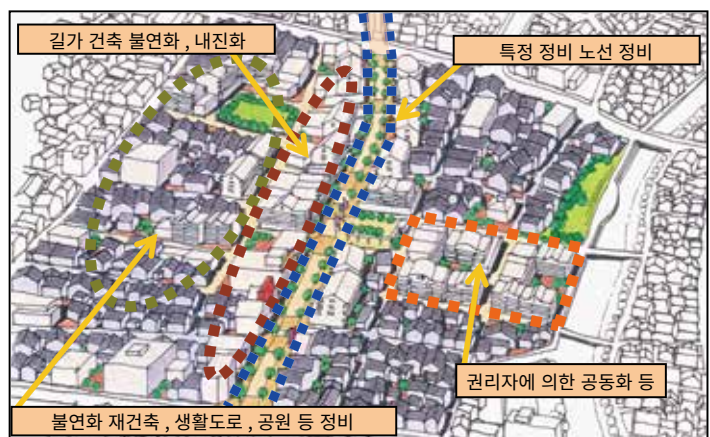 길가 건축 불연화 , 내진화
특정 정비 노선 정비
권리자에 의한 공동화 등
불연화 재건축 , 생활도로 , 공원 등 정비